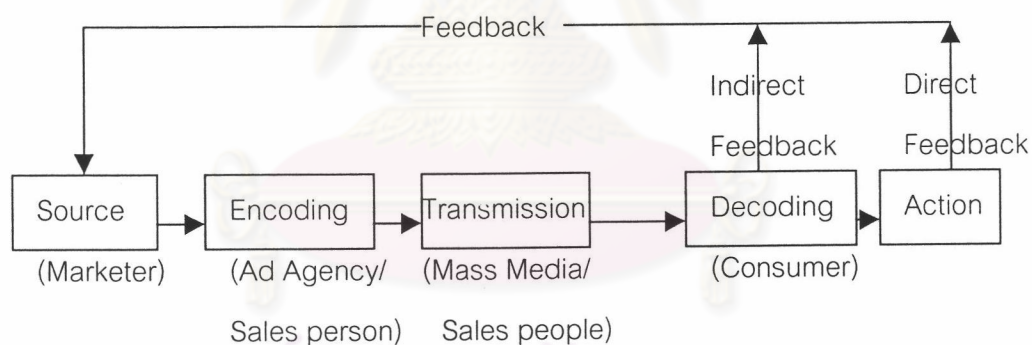 Feedback
Indirect Direct
Feedback Feedback
Source Encoding Transmission Decoding Action
(Marketer) (Ad Agency/ (Mass Media/ (Consumer)
Sales person) Sales people)